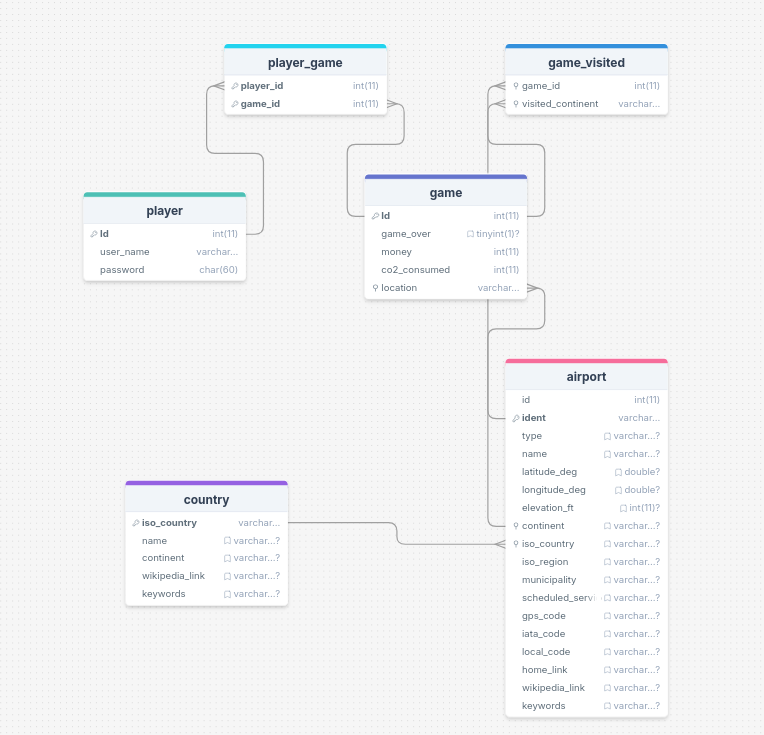 player_game
player_id int(11)
game_id int(11)
game_visited
game_id int(11)
visited_continent varchar...
game
Id int(11)
game_over tinyint(1)?
money int(11)
co2_consumed int(11)
location varchar...
player
Id int(11)
user_name varchar...
password char(60)
airport
id int(11)
ident varchar...
type varchar...?
name varchar...?
latitude_deg double?
longitude_deg double?
elevation_ft int(11)?
continent varchar...?
iso_country varchar...?
iso_region varchar...?
municipality varchar...?
scheduled_servi varchar...?
gps_code varchar...?
iata_code varchar...?
local_code varchar...?
home_link varchar...?
wikipedia_link varchar...?
keywords varchar...?
country
iso_country varchar...
name varchar...?
continent varchar...?
wikipedia_link varchar...?
keywords varchar...?